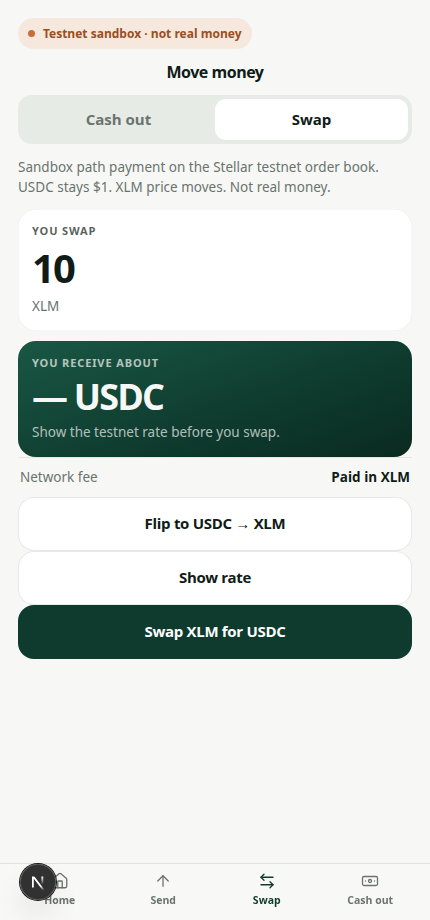 Testnet sandbox · not real money
Move money
Cash out
Swap
Sandbox path payment on the Stellar testnet order book.
USDC stays $1. XLM price moves. Not real money.
YOU SWAP
10
XLM
YOU RECEIVE ABOUT
— USDC
Show the testnet rate before you swap.
Network fee
Paid in XLM
Flip to USDC → XLM
Show rate
Swap XLM for USDC
N
Home
Send
Swap
Cash out